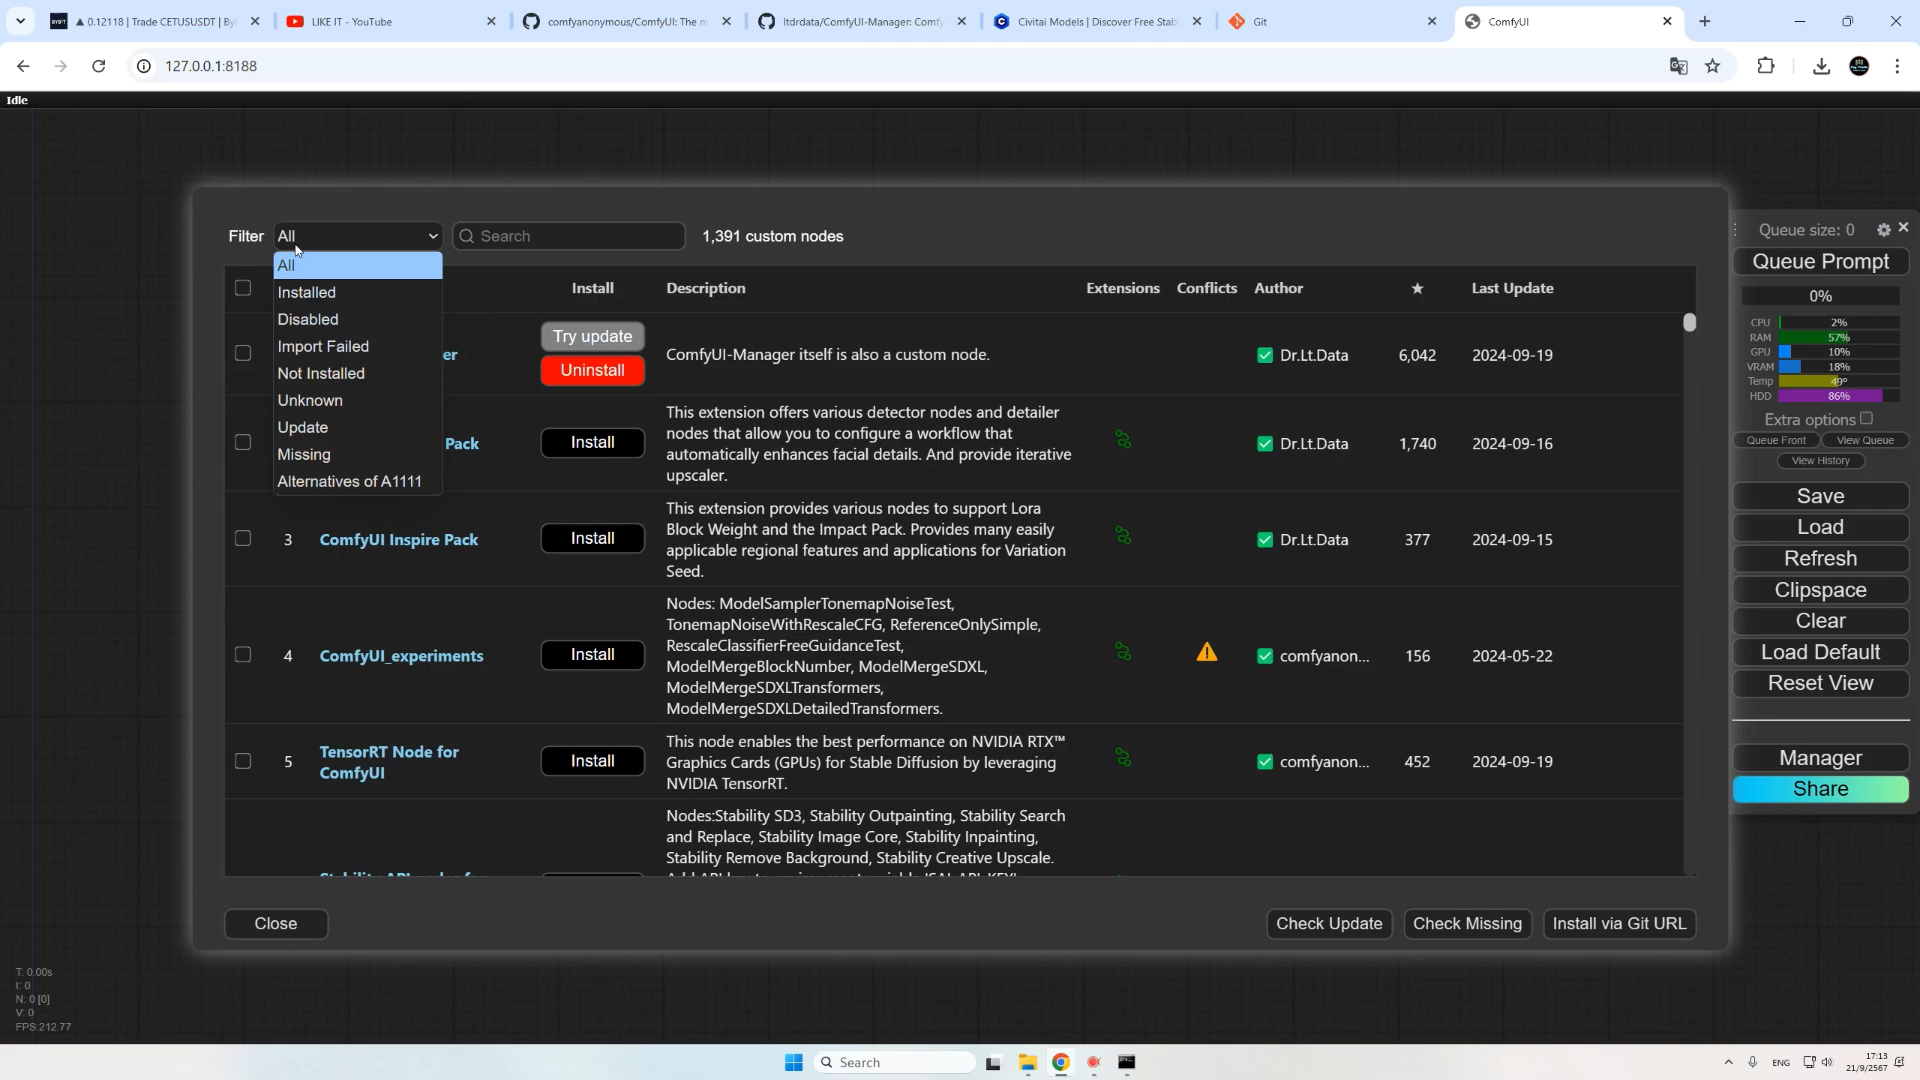 ▲ 0.12118 | Trade CETUSUSDT | By
LIKE IT - YouTube
comfyanonymous/ComfyUI: The m
ltdrdata/ComfyUI-Manager: Comfy
Civitai Models | Discover Free Stab
Git
ComfyUI
127.0.0.1:8188
Idle
Filter
All
Search
1,391 custom nodes
All
Installed
Disabled
Import Failed
Not Installed
Unknown
Update
Missing
Alternatives of A1111
Install
Description
Extensions
Conflicts
Author
★
Last Update
er
Try update
Uninstall
ComfyUI-Manager itself is also a custom node.
Dr.Lt.Data
6,042
2024-09-19
Pack
Install
This extension offers various detector nodes and detailer
nodes that allow you to configure a workflow that
automatically enhances facial details. And provide iterative
upscaler.
Dr.Lt.Data
1,740
2024-09-16
3
ComfyUI Inspire Pack
Install
This extension provides various nodes to support Lora
Block Weight and the Impact Pack. Provides many easily
applicable regional features and applications for Variation
Seed.
Dr.Lt.Data
377
2024-09-15
4
ComfyUI_experiments
Install
Nodes: ModelSamplerTonemapNoiseTest,
TonemapNoiseWithRescaleCFG, ReferenceOnlySimple,
RescaleClassifierFreeGuidanceTest,
ModelMergeBlockNumber, ModelMergeSDXL,
ModelMergeSDXLTransformers,
ModelMergeSDXLDetailedTransformers.
comfyanon...
156
2024-05-22
5
TensorRT Node for
ComfyUI
Install
This node enables the best performance on NVIDIA RTX™
Graphics Cards (GPUs) for Stable Diffusion by leveraging
NVIDIA TensorRT.
comfyanon...
452
2024-09-19
Nodes:Stability SD3, Stability Outpainting, Stability Search
and Replace, Stability Image Core, Stability Inpainting,
Stability Remove Background, Stability Creative Upscale.
Close
Check Update
Check Missing
Install via Git URL
Queue size: 0
Queue Prompt
0%
CPU 2%
RAM 57%
GPU 10%
VRAM 18%
Temp 49°
HDD 86%
Extra options
Queue Front
View Queue
View History
Save
Load
Refresh
Clipspace
Clear
Load Default
Reset View
Manager
Share
T: 0.00s
I: 0
N: 0 [0]
V: 0
FPS:212.77
Search
ENG
17:13
21/9/2567